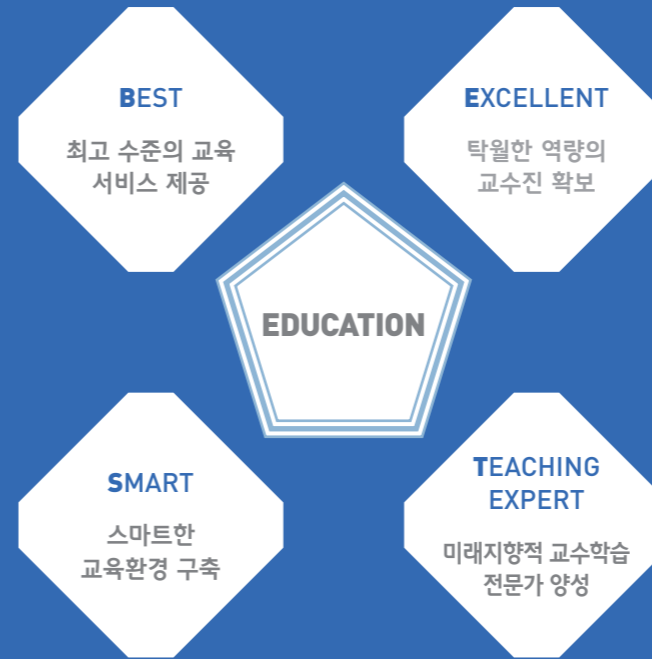 BEST
최고 수준의 교육
서비스 제공
EXCELLENT
탁월한 역량의
교수진 확보
EDUCATION
SMART
스마트한
교육환경 구축
TEACHING
EXPERT
미래지향적 교수학습
전문가 양성